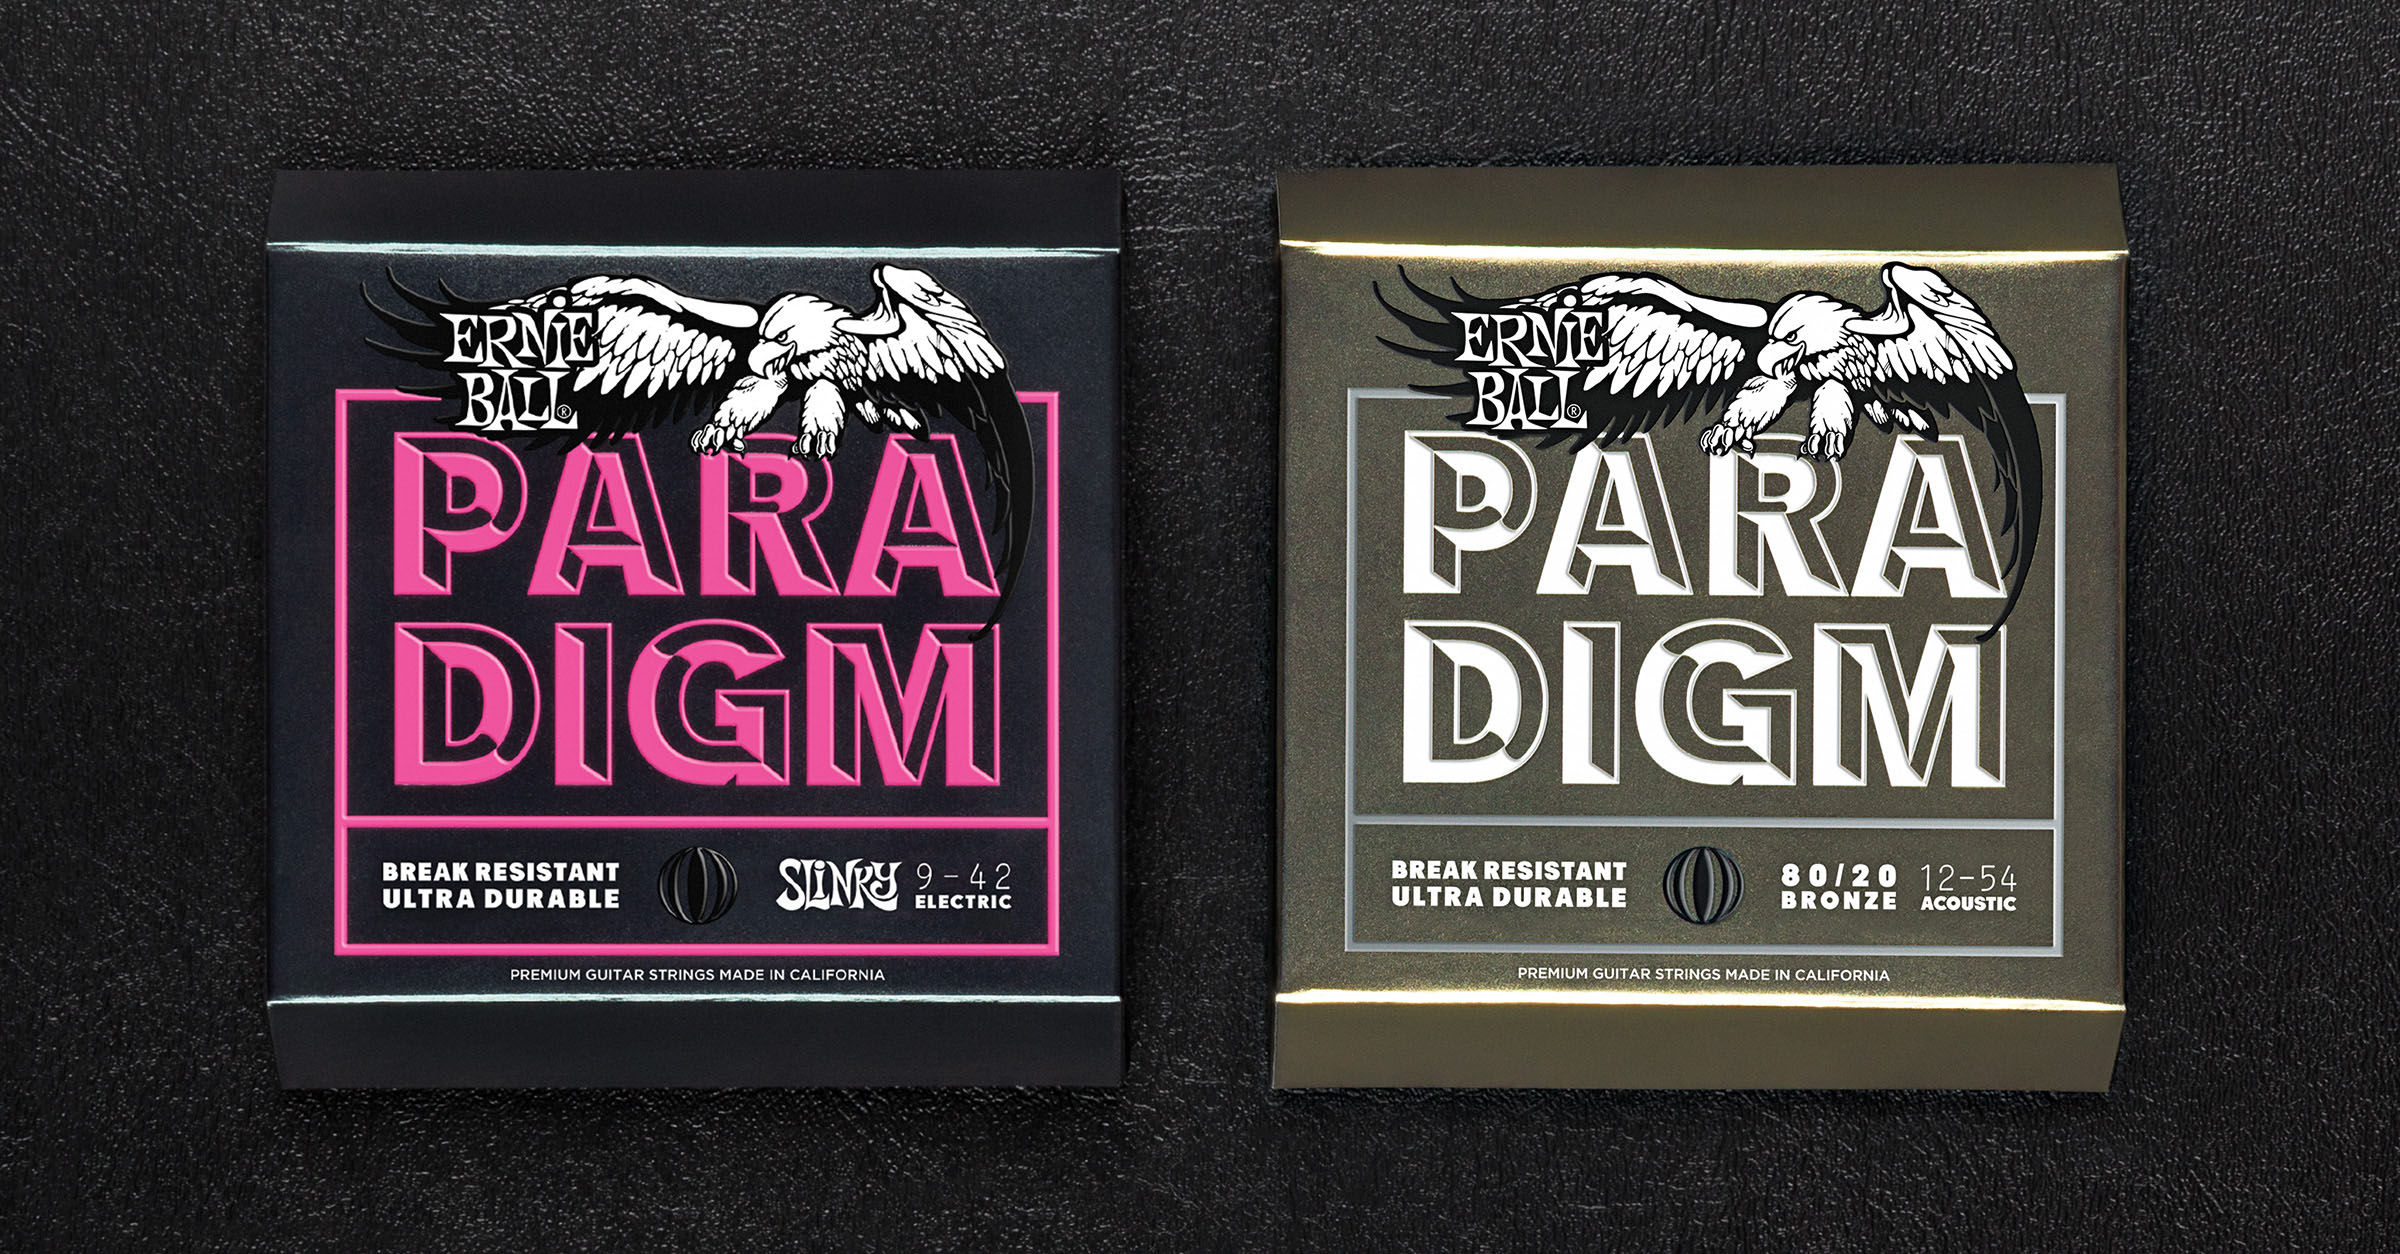 ERNIE
BALL®
PARA
DIGM
BREAK RESISTANT
ULTRA DURABLE
SLINKY
9-42
ELECTRIC
PREMIUM GUITAR STRINGS MADE IN CALIFORNIA
ERNIE
BALL®
PARA
DIGM
BREAK RESISTANT
ULTRA DURABLE
80/20
BRONZE
12-54
ACOUSTIC
PREMIUM GUITAR STRINGS MADE IN CALIFORNIA